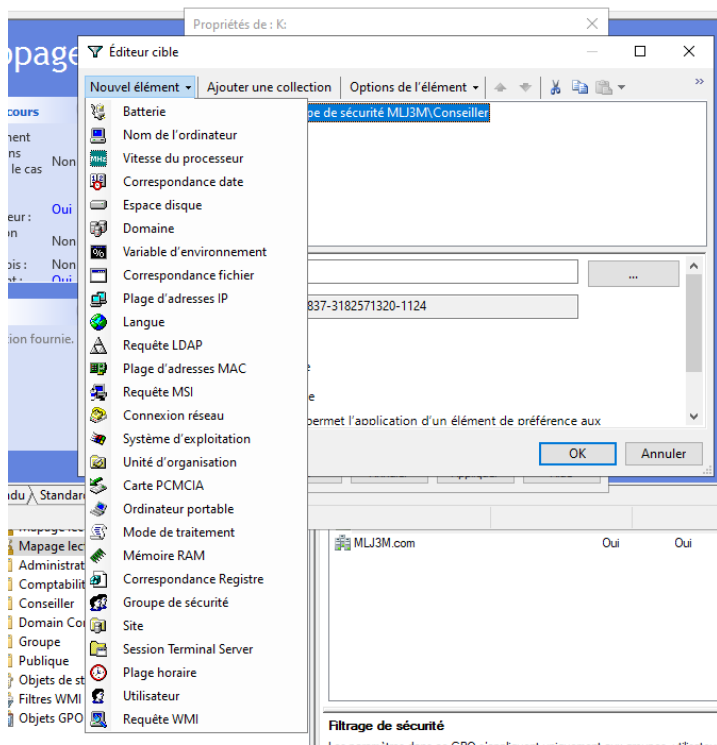 Propriétés de : K:
Éditeur cible
Nouvel élément
Ajouter une collection
Options de l'élément
»
cours
Non
le cas
Oui
eur :
Non
Non
Oui
ion fournie.
Batterie
Nom de l'ordinateur
Vitesse du processeur
Correspondance date
Espace disque
Domaine
Variable d'environnement
Correspondance fichier
Plage d'adresses IP
Langue
Requête LDAP
Plage d'adresses MAC
Requête MSI
Connexion réseau
Système d'exploitation
Unité d'organisation
Carte PCMCIA
Ordinateur portable
Mode de traitement
Mémoire RAM
Correspondance Registre
Groupe de sécurité
Site
Session Terminal Server
Plage horaire
Utilisateur
Requête WMI
pe de sécurité MLJ3M\Conseiller
...
837-3182571320-1124
permet l'application d'un élément de préférence aux
OK
Annuler
ndu
Standar
Mapage lec
Administrat
Comptabilit
Conseiller
Domain Co
Groupe
Publique
Objets de st
Filtres WMI
Objets GPO
MLJ3M.com
Oui
Oui
Filtrage de sécurité